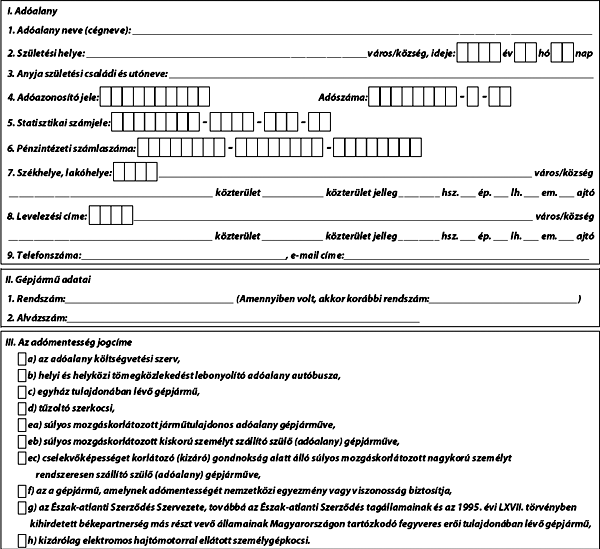 I. Adóalany
1. Adóalany neve (cégneve):
2. Születési helye: város/község, ideje: év hó nap
3. Anyja születési családi és utóneve:
4. Adóazonosító jele: Adószáma: - -
5. Statisztikai számjele: - - -
6. Pénzintézeti számlaszáma: - -
7. Székhelye, lakóhelye: város/község
közterület közterület jelleg hsz. ép. lh. em. ajtó
8. Levelezési címe: város/község
közterület közterület jelleg hsz. ép. lh. em. ajtó
9. Telefonszáma: , e-mail címe:
II. Gépjármű adatai
1. Rendszám: (Amennyiben volt, akkor korábbi rendszám: )
2. Alvázszám:
III. Az adómentesség jogcíme
a) az adóalany költségvetési szerv,
b) helyi és helyközi tömegközlekedést lebonyolító adóalany autóbusza,
c) egyház tulajdonában lévő gépjármű,
d) tűzoltó szerkocsi,
ea) súlyos mozgáskorlátozott járműtulajdonos adóalany gépjárműve,
eb) súlyos mozgáskorlátozott kiskorú személyt szállító szülő (adóalany) gépjárműve,
ec) cselekvőképességet korlátozó (kizáró) gondnokság alatt álló súlyos mozgáskorlátozott nagykorú személyt
rendszeresen szállító szülő (adóalany) gépjárműve,
f) az a gépjármű, amelynek adómentességét nemzetközi egyezmény vagy viszonosság biztosítja,
g) az Észak-atlanti Szerződés Szervezete, továbbá az Észak-atlanti Szerződés tagállamainak és az 1995. évi LXVII. törvényben
kihirdetett békepartnerség más részt vevő államainak Magyarországon tartózkodó fegyveres erői tulajdonában lévő gépjármű,
h) kizárólag elektromos hajtómotorral ellátott személygépkocsi.